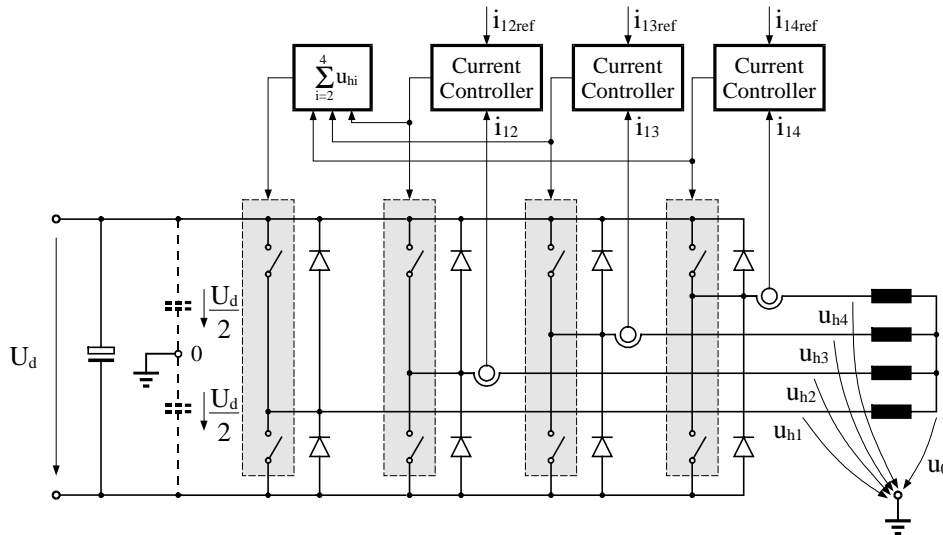 i12ref
i13ref
i14ref
4
∑ uhi
i=2
Current
Controller
Current
Controller
Current
Controller
i12
i13
i14
Ud
Ud
2
0
Ud
2
uh4
uh3
uh2
uh1